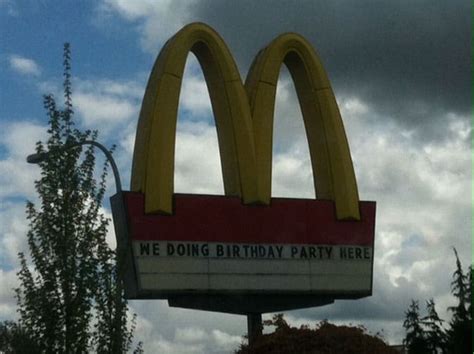 WE DOING BIRTHDAY PARTY HERE